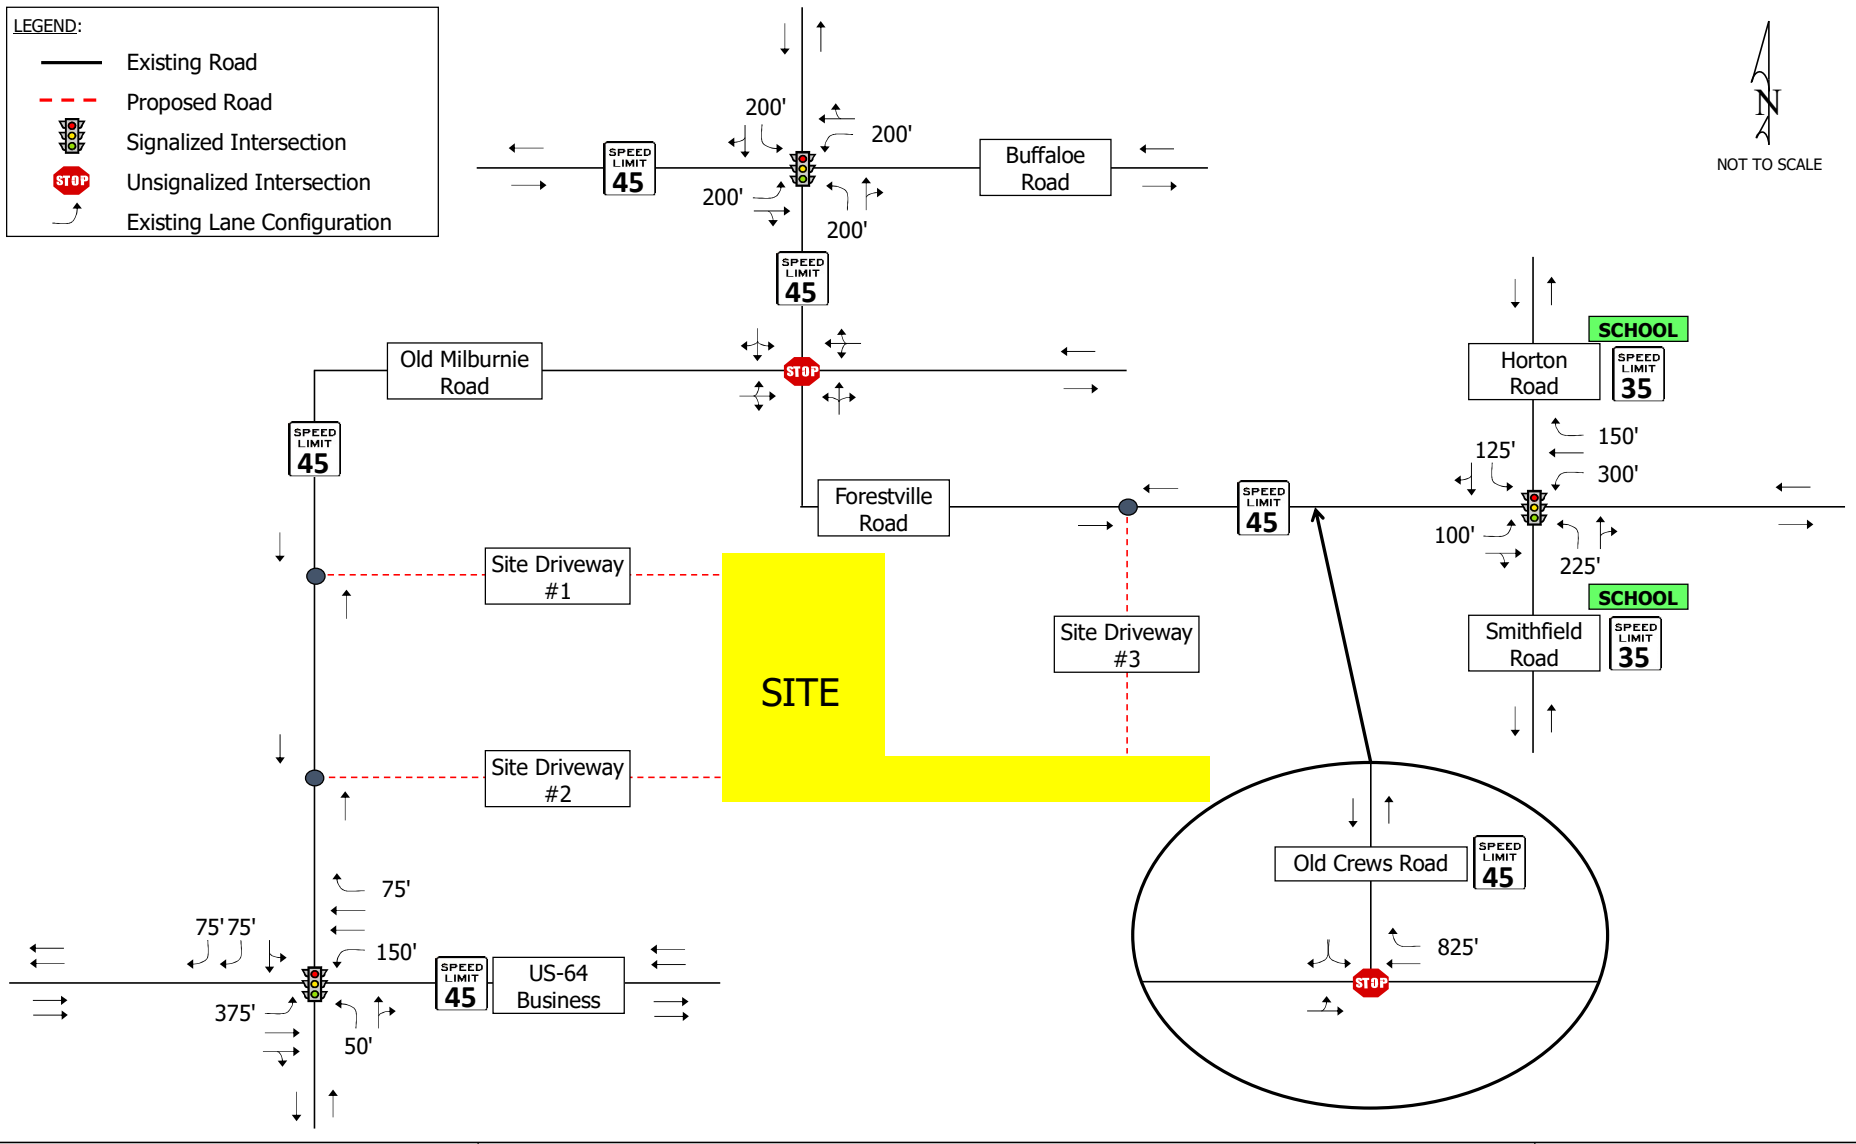 LEGEND:
Existing Road
Proposed Road
Signalized Intersection
STOP
Unsignalized Intersection
Existing Lane Configuration
N
NOT TO SCALE
200'
200'
200'
200'
SPEED
LIMIT
45
Buffaloe
Road
SPEED
LIMIT
45
Old Milburnie
Road
STOP
SPEED
LIMIT
45
SCHOOL
Horton
Road
SPEED
LIMIT
35
150'
125'
300'
100'
225'
Forestville
Road
SPEED
LIMIT
45
Site Driveway
#1
SCHOOL
Smithfield
Road
SPEED
LIMIT
35
Site Driveway
#3
SITE
Site Driveway
#2
Old Crews Road
SPEED
LIMIT
45
825'
STOP
75'
75'
75'
150'
375'
50'
SPEED
LIMIT
45
US-64
Business